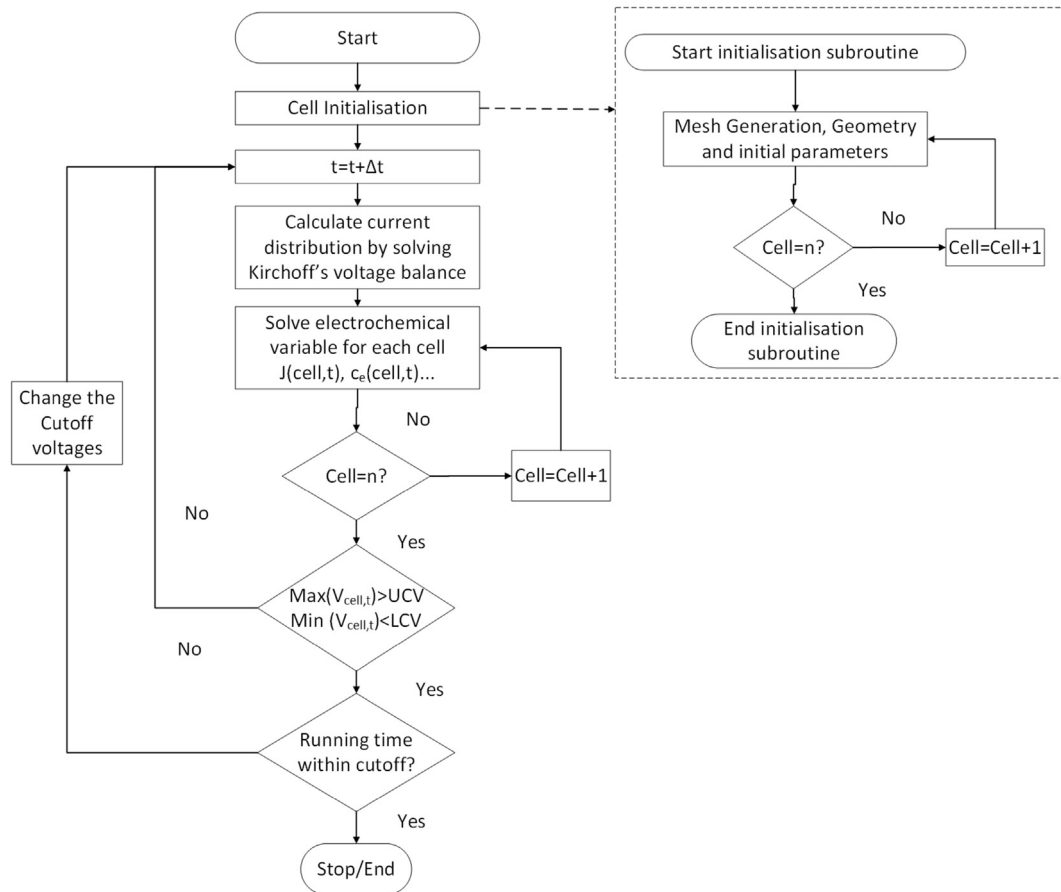 Start
Cell Initialisation
t=t+Δt
Calculate current
distribution by solving
Kirchoff’s voltage balance
Solve electrochemical
variable for each cell
J(cell,t), cₑ(cell,t)...
No
Cell=n?
Cell=Cell+1
Yes
Change the
Cutoff
voltages
No
Max(V_cell,t)>UCV
Min (V_cell,t)<LCV
No
Yes
Running time
within cutoff?
Yes
Stop/End
Start initialisation subroutine
Mesh Generation, Geometry
and initial parameters
No
Cell=n?
Cell=Cell+1
Yes
End initialisation
subroutine